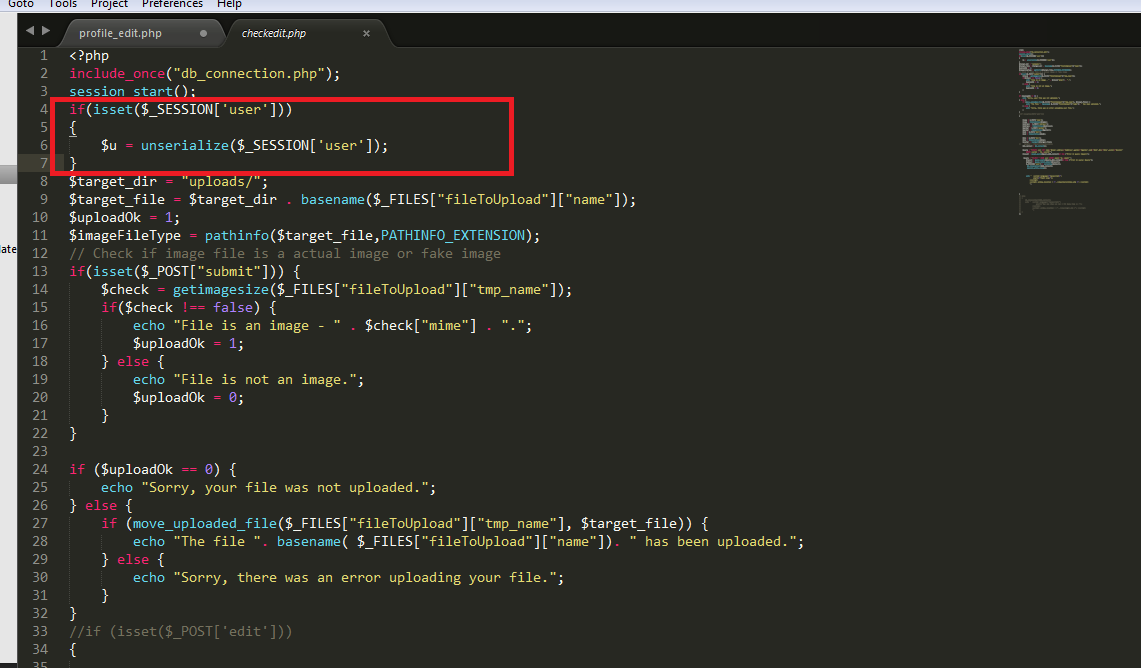 Goto Tools Project Preferences Help
profile_edit.php checkedit.php
1 <?php
2 include_once("db_connection.php");
3 session_start();
4 if(isset($_SESSION['user']))
5 {
6 $u = unserialize($_SESSION['user']);
7 }
8 $target_dir = "uploads/";
9 $target_file = $target_dir . basename($_FILES["fileToUpload"]["name"]);
10 $uploadOk = 1;
11 $imageFileType = pathinfo($target_file,PATHINFO_EXTENSION);
late
12 // Check if image file is a actual image or fake image
13 if(isset($_POST["submit"])) {
14 $check = getimagesize($_FILES["fileToUpload"]["tmp_name"]);
15 if($check !== false) {
16 echo "File is an image - " . $check["mime"] . ".";
17 $uploadOk = 1;
18 } else {
19 echo "File is not an image.";
20 $uploadOk = 0;
21 }
22 }
23
24 if ($uploadOk == 0) {
25 echo "Sorry, your file was not uploaded.";
26 } else {
27 if (move_uploaded_file($_FILES["fileToUpload"]["tmp_name"], $target_file)) {
28 echo "The file ". basename( $_FILES["fileToUpload"]["name"]). " has been uploaded.";
29 } else {
30 echo "Sorry, there was an error uploading your file.";
31 }
32 }
33 //if (isset($_POST['edit']))
34 {
35